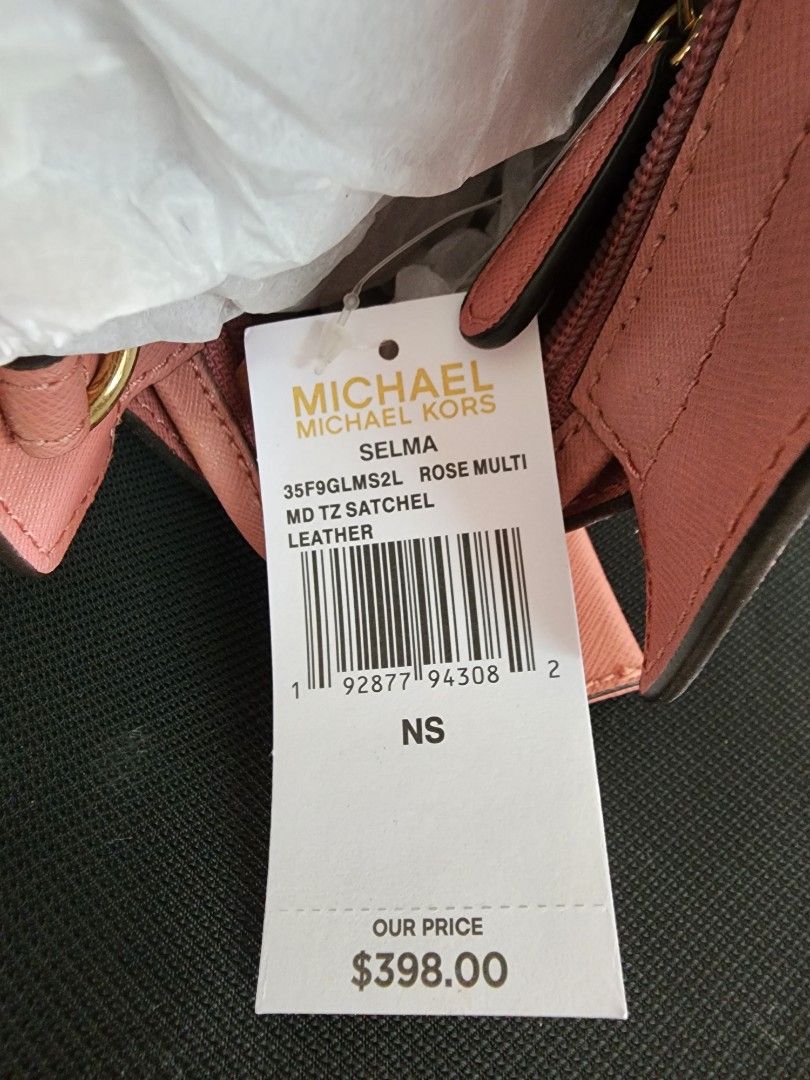 MICHAEL
MICHAEL KORS
SELMA
35F9GLMS2L ROSE MULTI
MD TZ SATCHEL
LEATHER
1 92877 94308 2
NS
OUR PRICE
$398.00